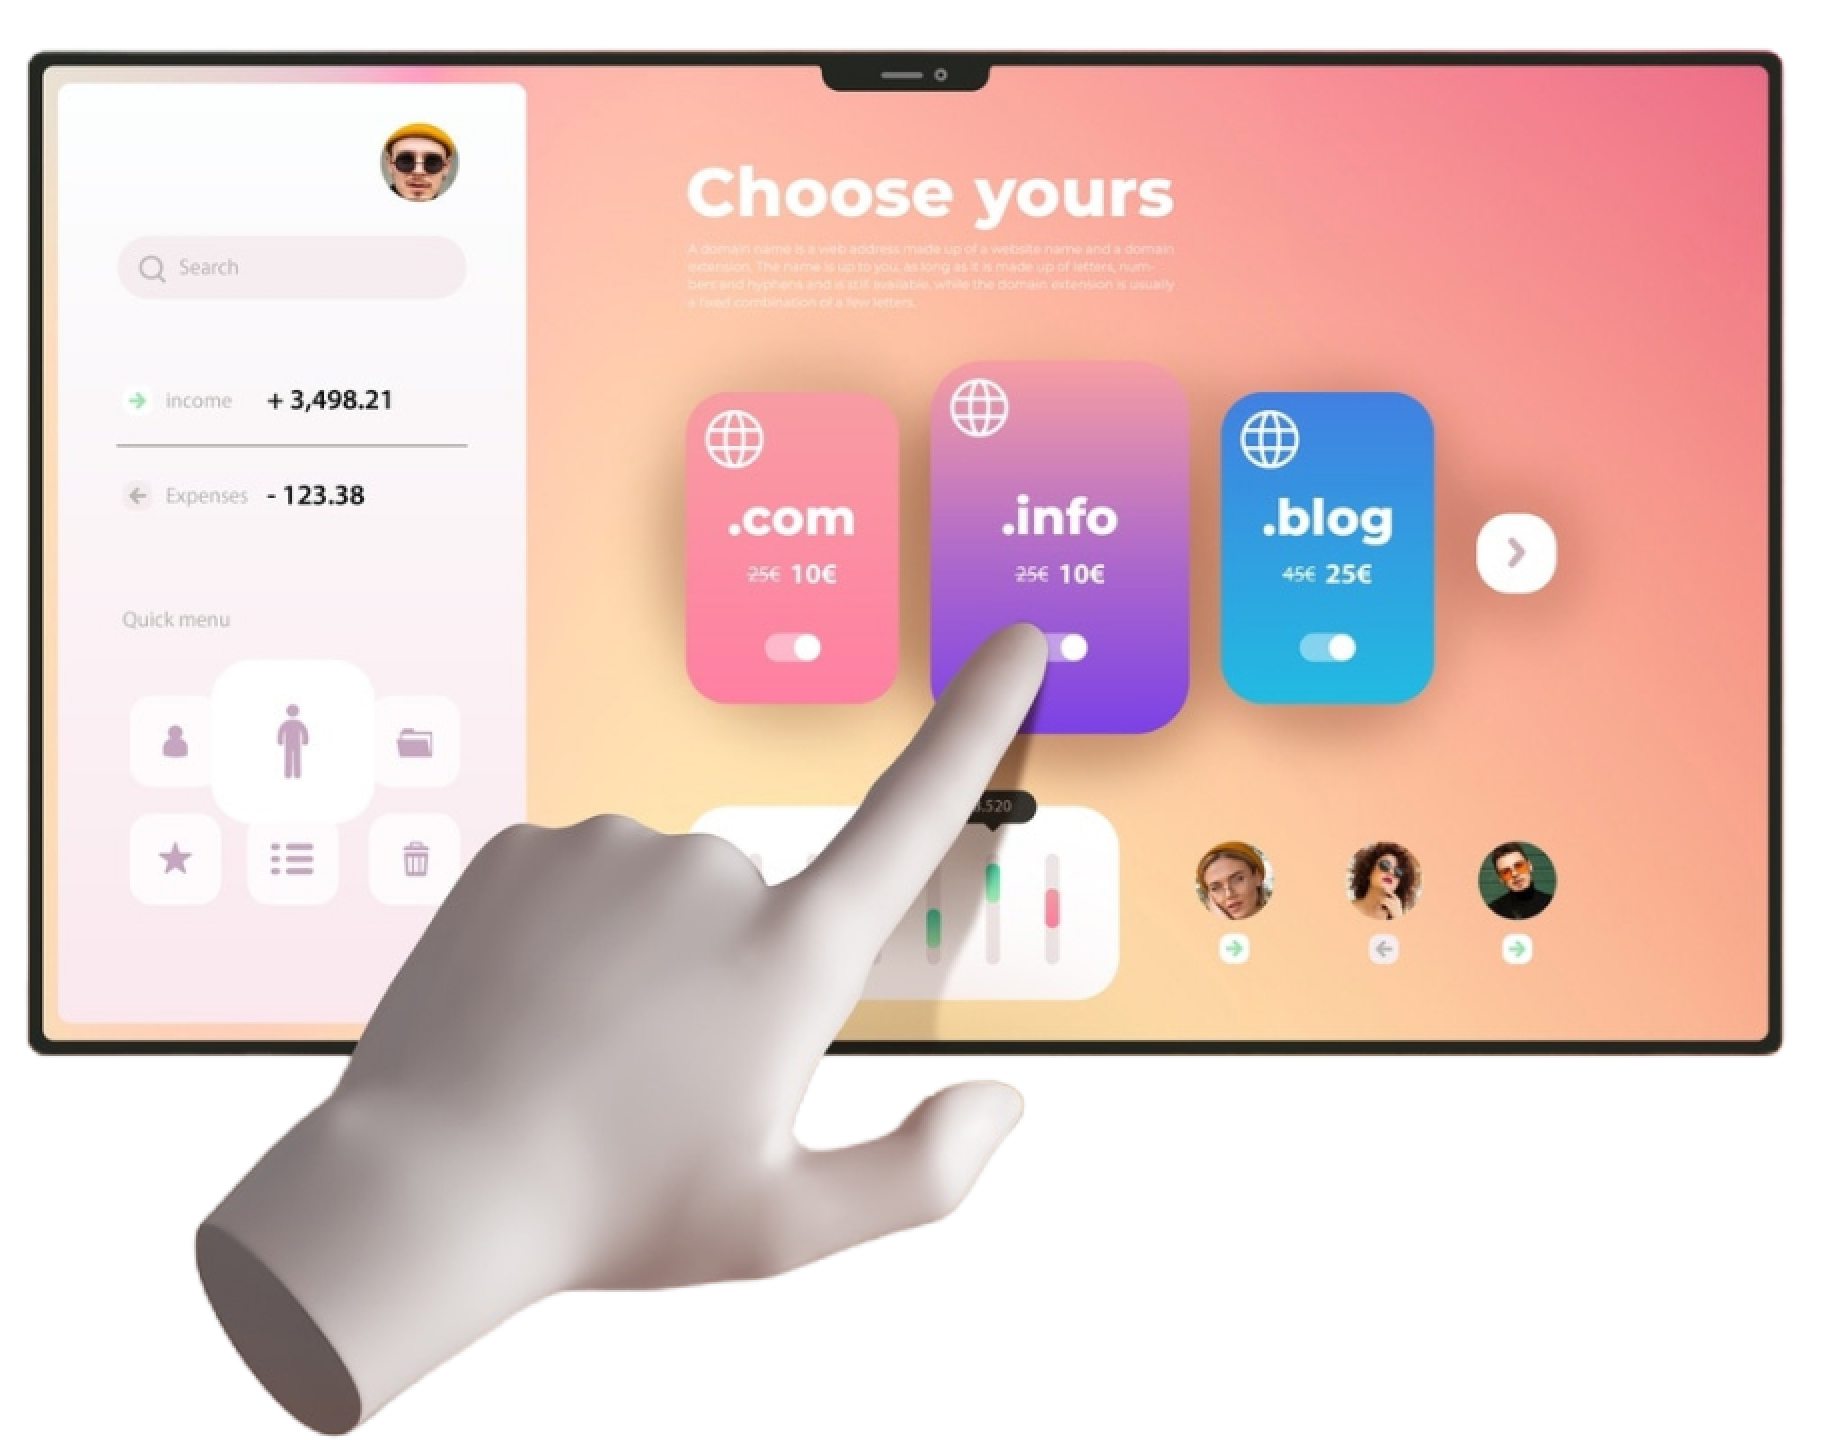 Search
income + 3,498.21
Expenses - 123.38
Quick menu
Choose yours
A domain name is a web address made up of a website name and a domain
extension. The name is up to you, as long as it is made up of letters, num-
bers and hyphens and is still available, while the domain extension is usually
a fixed combination of a few letters.
.com
25€ 10€
.info
25€ 10€
.blog
45€ 25€
.520